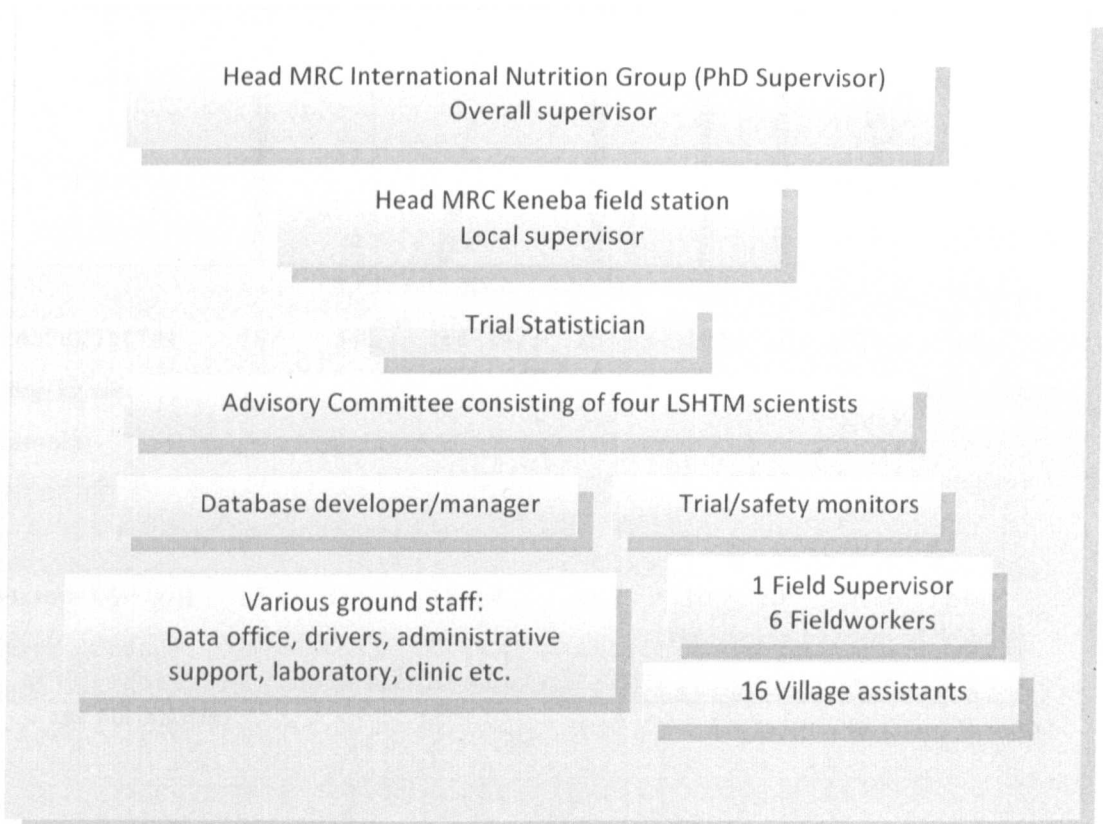 Head MRC International Nutrition Group (PhD Supervisor)
Overall supervisor
Head MRC Keneba field station
Local supervisor
Trial Statistician
Advisory Committee consisting of four LSHTM scientists
Database developer/manager
Trial/safety monitors
Various ground staff:
Data office, drivers, administrative
support, laboratory, clinic etc.
1 Field Supervisor
6 Fieldworkers
16 Village assistants